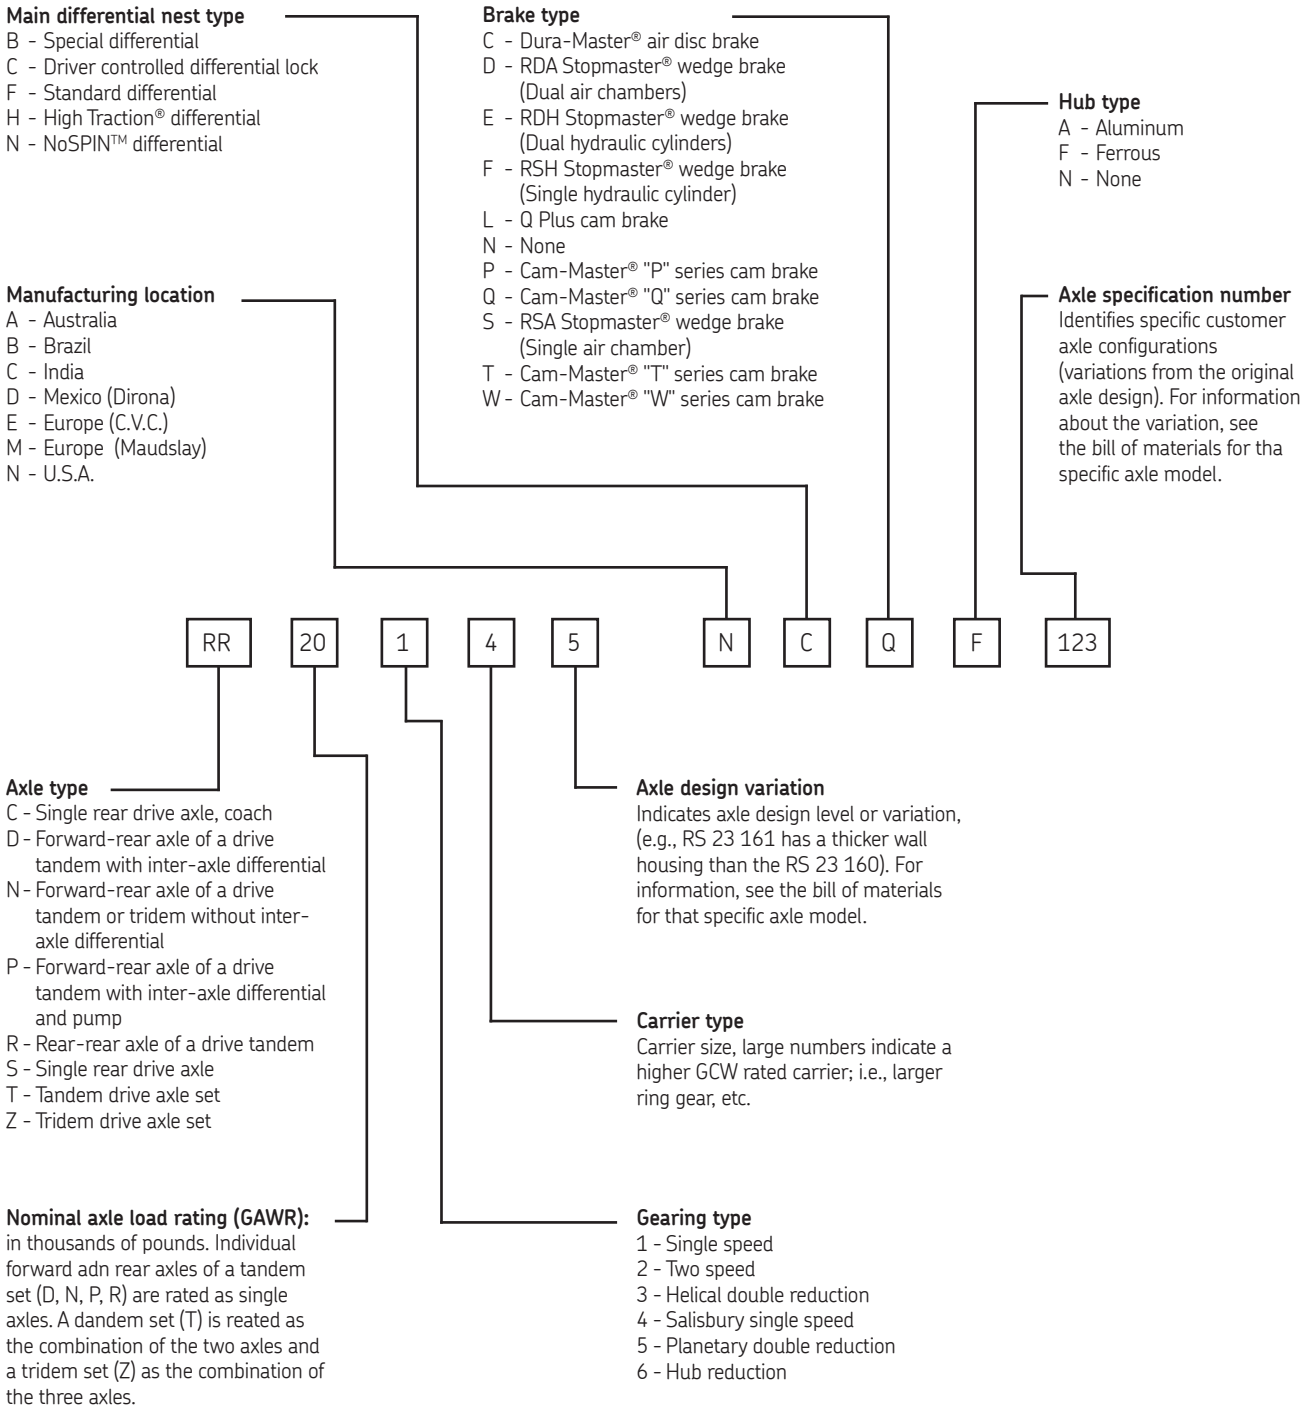 Main differential nest type
B - Special differential
C - Driver controlled differential lock
F - Standard differential
H - High Traction® differential
N - NoSPIN™ differential
Manufacturing location
A - Australia
B - Brazil
C - India
D - Mexico (Dirona)
E - Europe (C.V.C.)
M - Europe (Maudslay)
N - U.S.A.
Brake type
C - Dura-Master® air disc brake
D - RDA Stopmaster® wedge brake
(Dual air chambers)
E - RDH Stopmaster® wedge brake
(Dual hydraulic cylinders)
F - RSH Stopmaster® wedge brake
(Single hydraulic cylinder)
L - Q Plus cam brake
N - None
P - Cam-Master® "P" series cam brake
Q - Cam-Master® "Q" series cam brake
S - RSA Stopmaster® wedge brake
(Single air chamber)
T - Cam-Master® "T" series cam brake
W - Cam-Master® "W" series cam brake
Hub type
A - Aluminum
F - Ferrous
N - None
Axle specification number
Identifies specific customer
axle configurations
(variations from the original
axle design). For information
about the variation, see
the bill of materials for tha
specific axle model.
RR 20 1 4 5 N C Q F 123
Axle type
C - Single rear drive axle, coach
D - Forward-rear axle of a drive
tandem with inter-axle differential
N - Forward-rear axle of a drive
tandem or tridem without inter-
axle differential
P - Forward-rear axle of a drive
tandem with inter-axle differential
and pump
R - Rear-rear axle of a drive tandem
S - Single rear drive axle
T - Tandem drive axle set
Z - Tridem drive axle set
Nominal axle load rating (GAWR):
in thousands of pounds. Individual
forward adn rear axles of a tandem
set (D, N, P, R) are rated as single
axles. A dandem set (T) is reated as
the combination of the two axles and
a tridem set (Z) as the combination of
the three axles.
Axle design variation
Indicates axle design level or variation,
(e.g., RS 23 161 has a thicker wall
housing than the RS 23 160). For
information, see the bill of materials
for that specific axle model.
Carrier type
Carrier size, large numbers indicate a
higher GCW rated carrier; i.e., larger
ring gear, etc.
Gearing type
1 - Single speed
2 - Two speed
3 - Helical double reduction
4 - Salisbury single speed
5 - Planetary double reduction
6 - Hub reduction